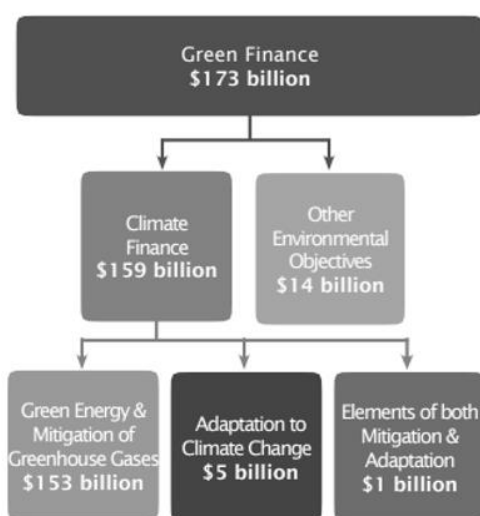 Green Finance
$173 billion
Climate
Finance
$159 billion
Other
Environmental
Objectives
$14 billion
Green Energy &
Mitigation of
Greenhouse Gases
$153 billion
Adaptation to
Climate Change
$5 billion
Elements of both
Mitigation &
Adaptation
$1 billion